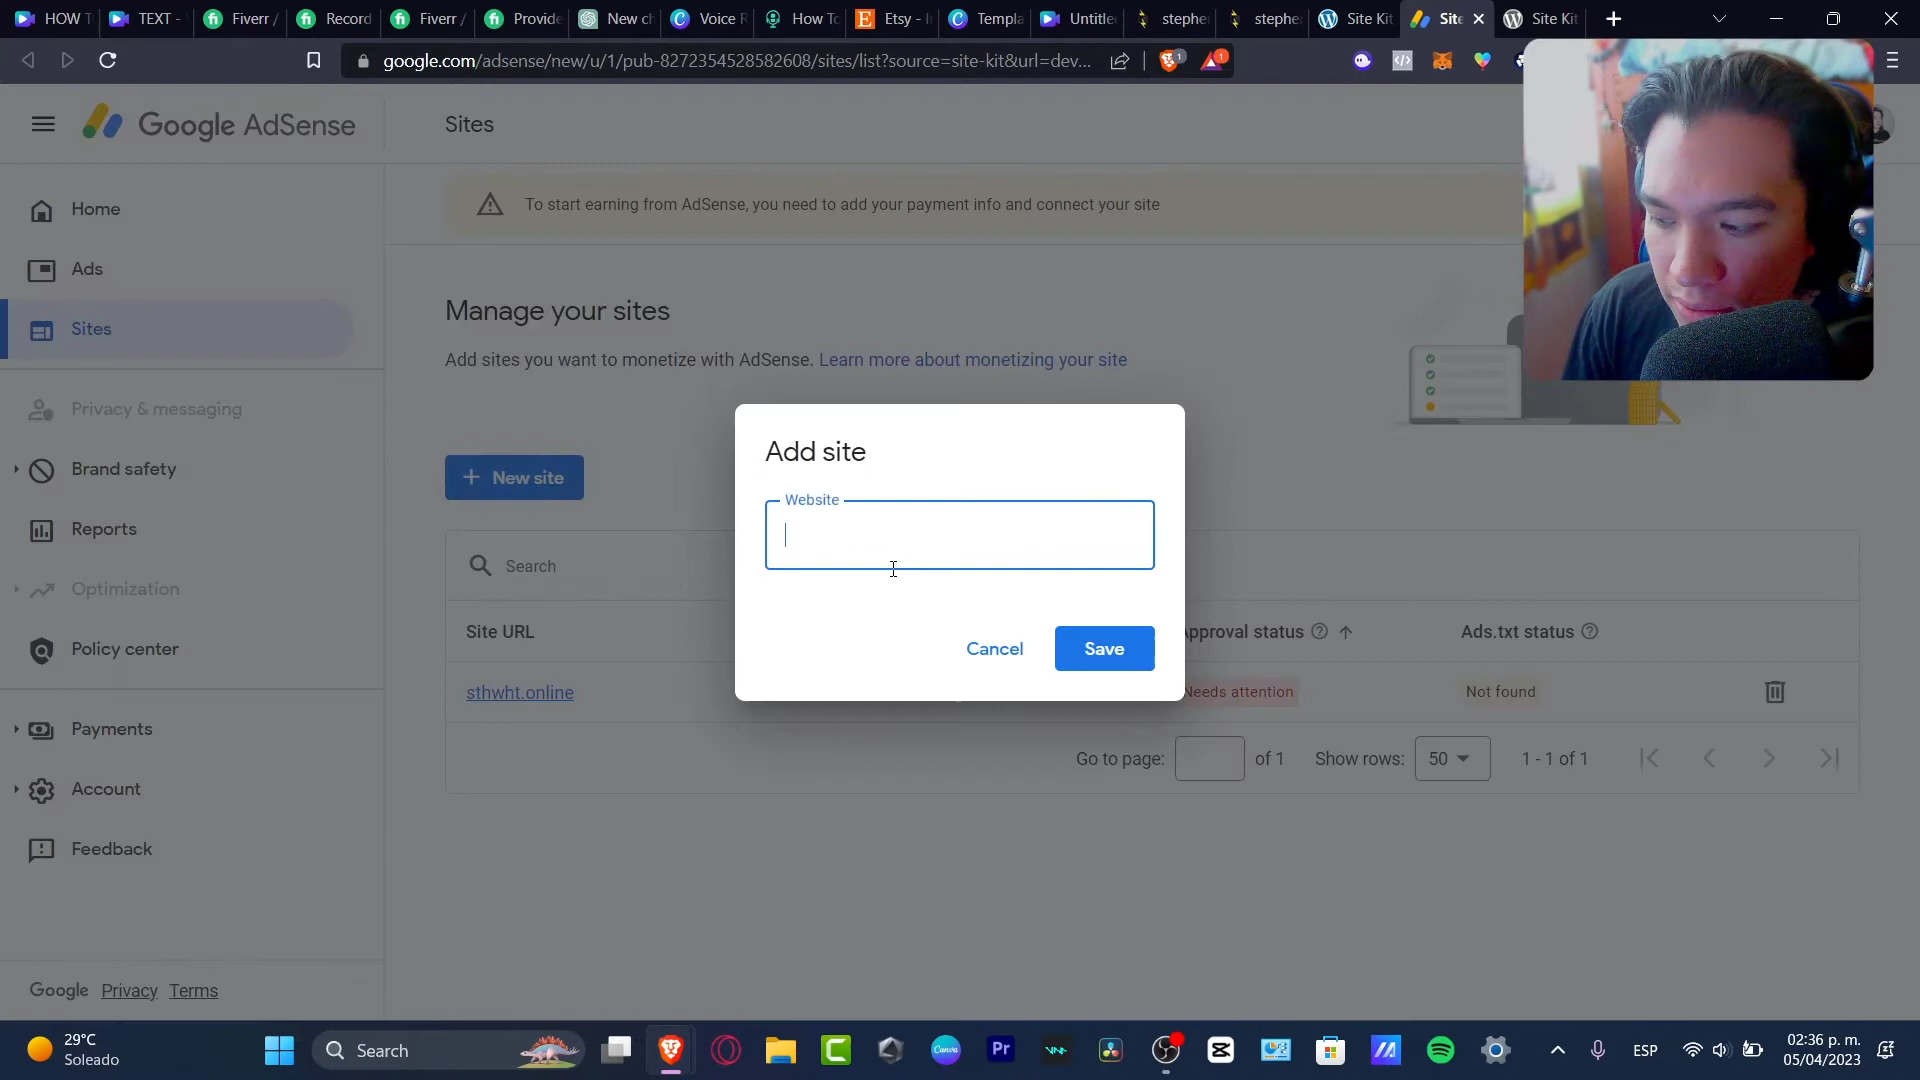 HOW T
TEXT -
Fiverr /
Record
Fiverr /
Provide
New ch
Voice R
How To
Etsy - I
Templa
Untitle
stephe
stephe
Site Kit
Site
Site Kit
google.com/adsense/new/u/1/pub-8272354528582608/sites/list?source=site-kit&url=dev...
1
1
Google AdSense
Sites
Home
To start earning from AdSense, you need to add your payment info and connect your site
Ads
Sites
Manage your sites
Add sites you want to monetize with AdSense. Learn more about monetizing your site
Privacy & messaging
Brand safety
New site
Add site
Website
Reports
Search
Optimization
Site URL
Approval status
Ads.txt status
Policy center
Cancel
Save
sthwht.online
Needs attention
Not found
Payments
Go to page:
of 1
Show rows:
50
1 - 1 of 1
Account
Feedback
Google
Privacy
Terms
29°C
Soleado
Search
Canva
Pr
ESP
02:36 p. m.
05/04/2023